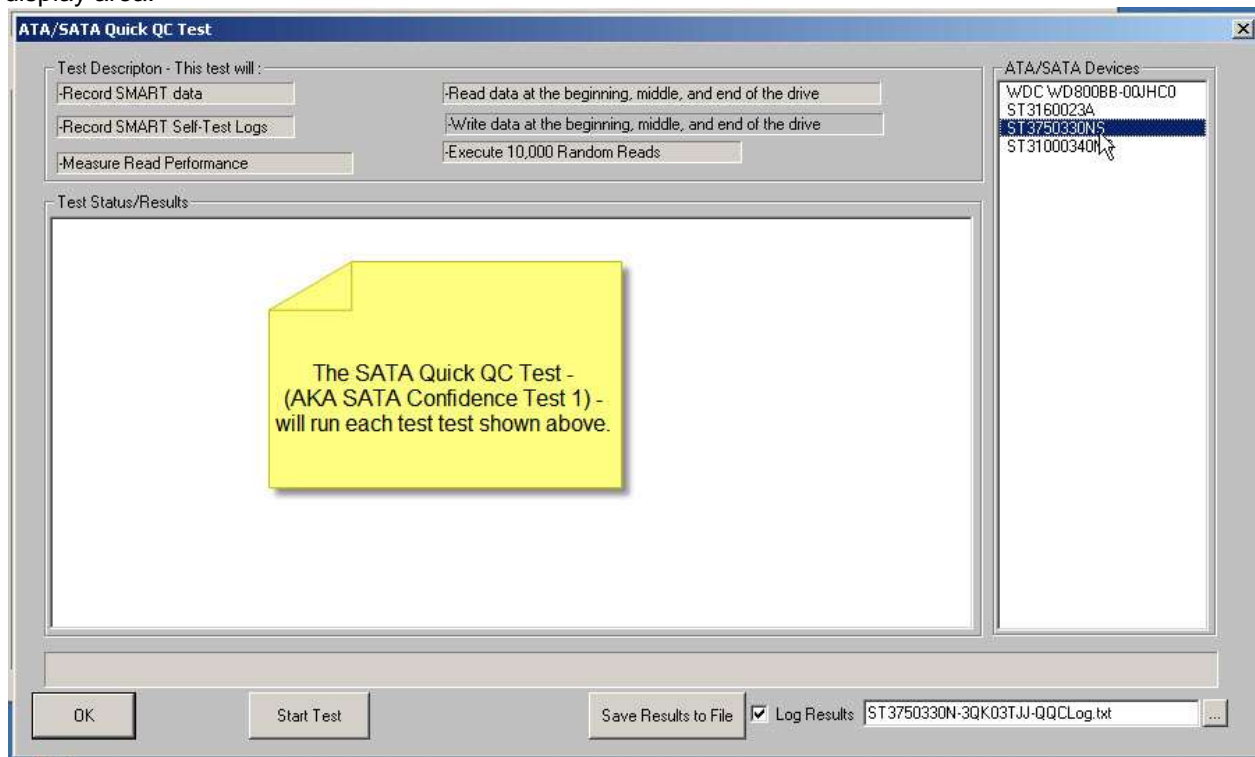 display area.
ATA/SATA Quick QC Test
Test Descripton - This test will :
-Record SMART data
-Record SMART Self-Test Logs
-Measure Read Performance
-Read data at the beginning, middle, and end of the drive
-Write data at the beginning, middle, and end of the drive
-Execute 10,000 Random Reads
ATA/SATA Devices
WDC WD800BB-00JHC0
ST3160023A
ST3750330NS
ST31000340N
Test Status/Results
The SATA Quick QC Test -
(AKA SATA Confidence Test 1) -
will run each test test shown above.
OK
Start Test
Save Results to File
Log Results
ST3750330N-3QK03TJJ-QQCLog.txt
...